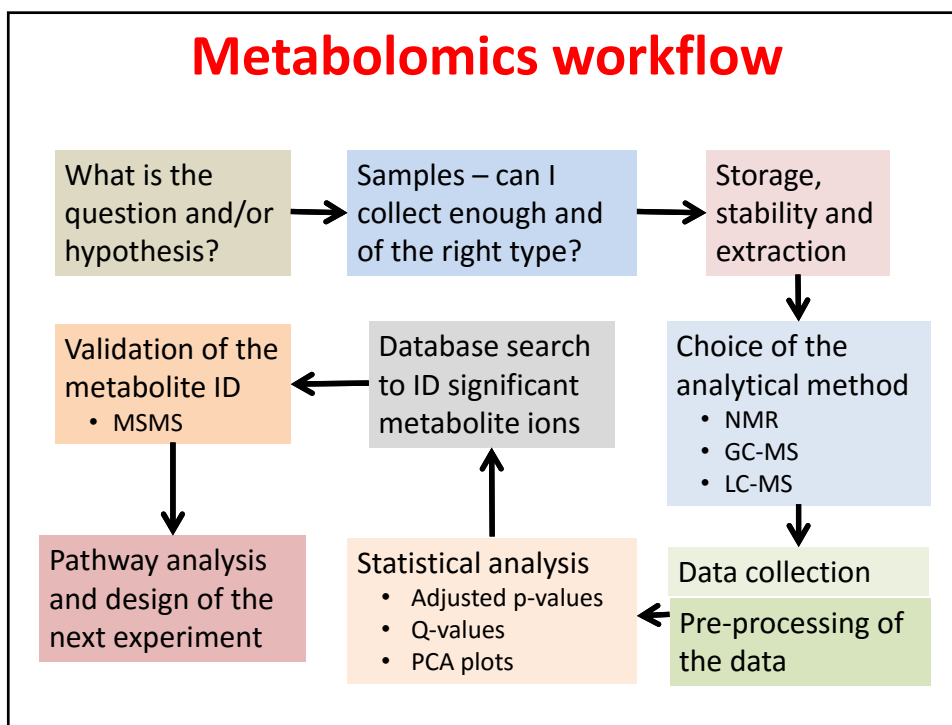 Metabolomics workflow
What is the
question and/or
hypothesis?
Samples – can I
collect enough and
of the right type?
Storage,
stability and
extraction
Choice of the
analytical method
• NMR
• GC-MS
• LC-MS
Data collection
Pre-processing of
the data
Statistical analysis
• Adjusted p-values
• Q-values
• PCA plots
Database search
to ID significant
metabolite ions
Validation of the
metabolite ID
• MSMS
Pathway analysis
and design of the
next experiment